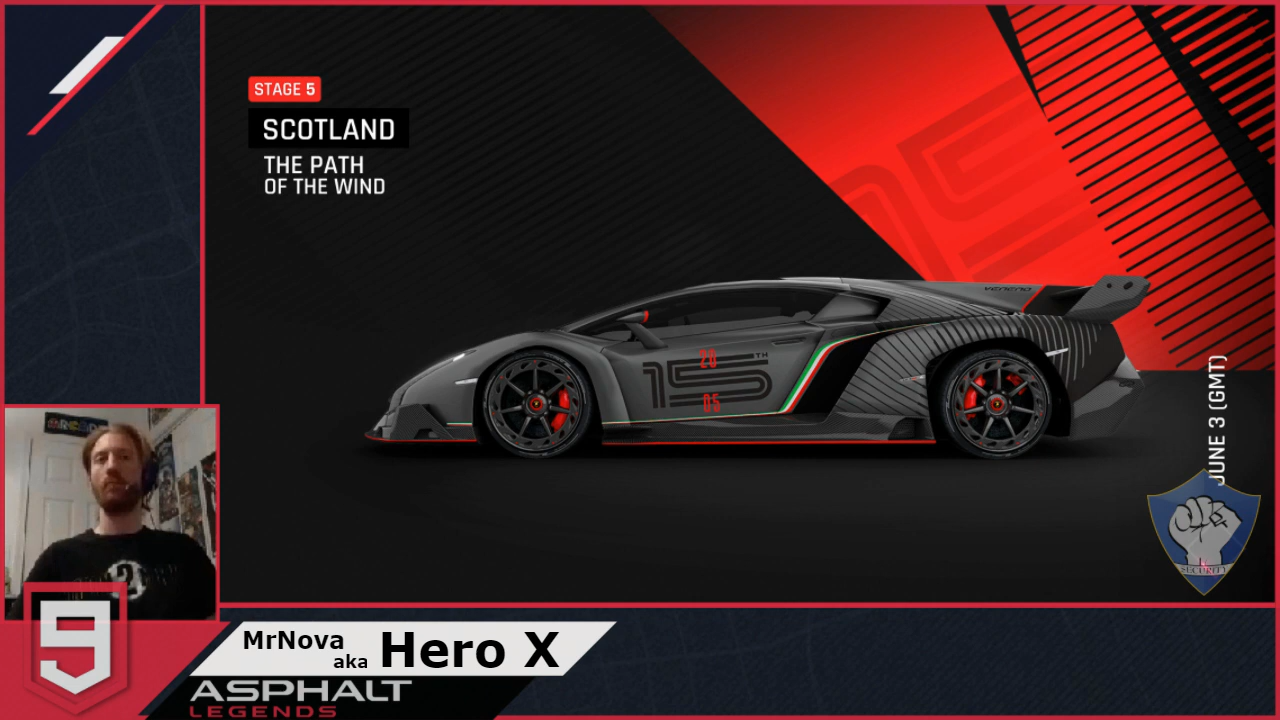 STAGE 5
SCOTLAND
THE PATH
OF THE WIND
veneno
15TH
20
05
JUNE 3 (GMT)
SECURITY
9
MrNova
aka Hero X
ASPHALT
LEGENDS